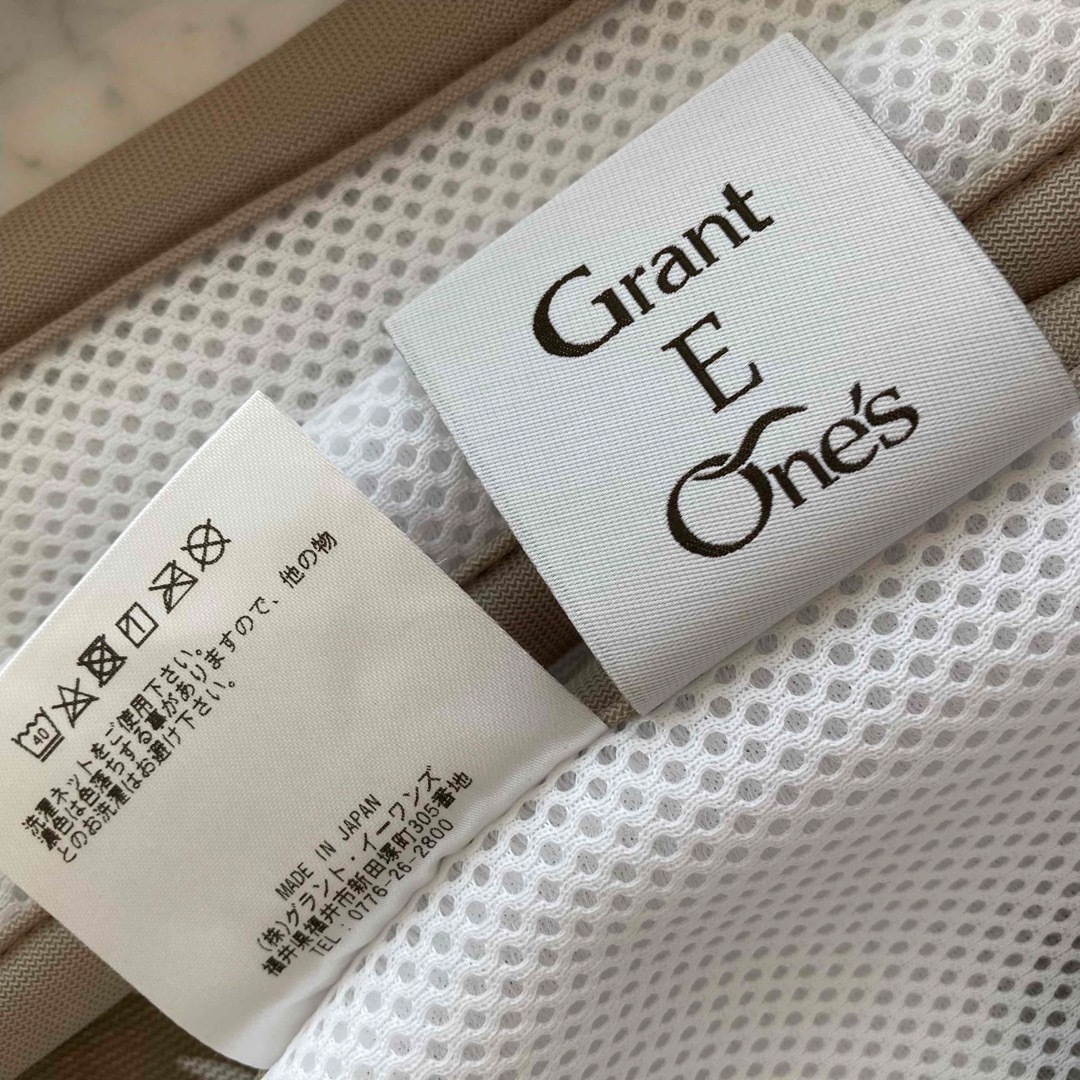 Grant
E
One's
40
洗濯ネットをご使用下さい。
濃色は色落ちする事がありますので、他の物
とのお洗濯はお避け下さい。
MADE IN JAPAN
(株)グラント・イーワンズ
福井県福井市新田塚町305番地
TEL：0776-26-2800